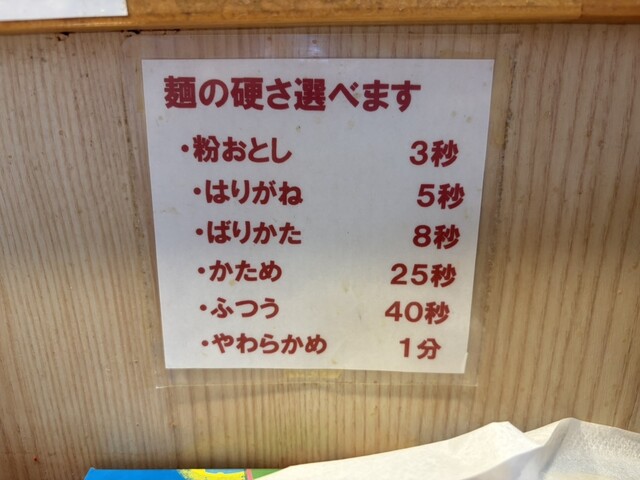 麺の硬さ選べます
・粉おとし 3秒
・はりがね 5秒
・ばりかた 8秒
・かため 25秒
・ふつう 40秒
・やわらかめ 1分